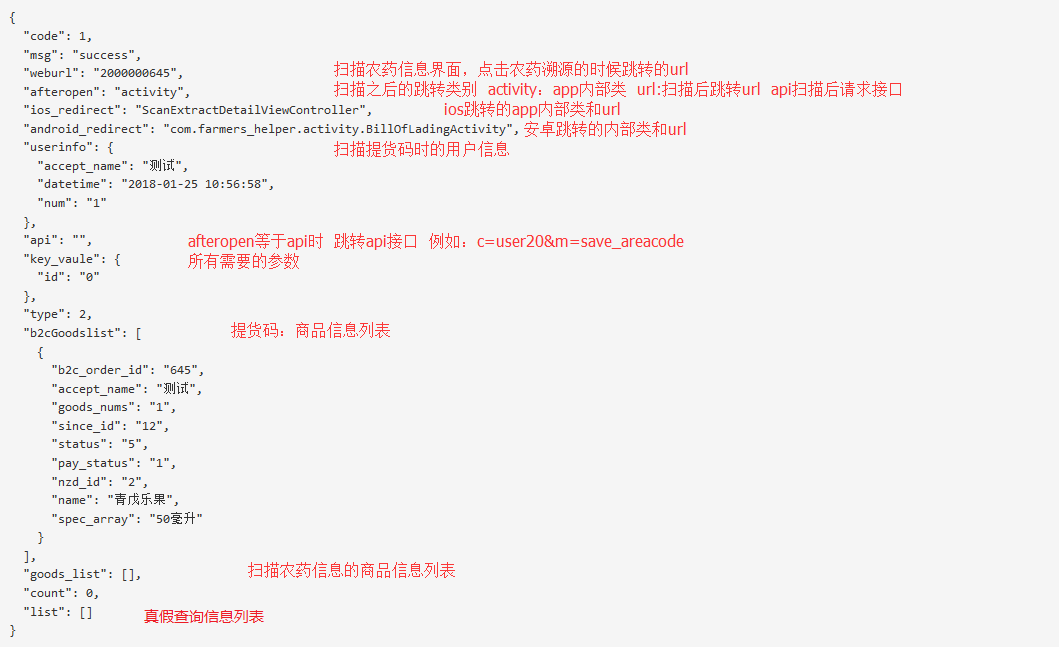 {
"code": 1,
"msg": "success",
"weburl": "2000000645", 扫描农药信息界面，点击农药溯源的时候跳转的url
"afteropen": "activity", 扫描之后的跳转类别 activity：app内部类 url:扫描后跳转url api扫描后请求接口
"ios_redirect": "ScanExtractDetailViewController", ios跳转的app内部类和url
"android_redirect": "com.farmers_helper.activity.BillOfLadingActivity", 安卓跳转的内部类和url
"userinfo": { 扫描提货码时的用户信息
"accept_name": "测试",
"datetime": "2018-01-25 10:56:58",
"num": "1"
},
"api": "", afteropen等于api时 跳转api接口 例如：c=user20&m=save_areacode
"key_vaule": { 所有需要的参数
"id": "0"
},
"type": 2,
"b2cGoodslist": [ 提货码：商品信息列表
{
"b2c_order_id": "645",
"accept_name": "测试",
"goods_nums": "1",
"since_id": "12",
"status": "5",
"pay_status": "1",
"nzd_id": "2",
"name": "青戊乐果",
"spec_array": "50毫升"
}
],
"goods_list": [], 扫描农药信息的商品信息列表
"count": 0,
"list": [] 真假查询信息列表
}